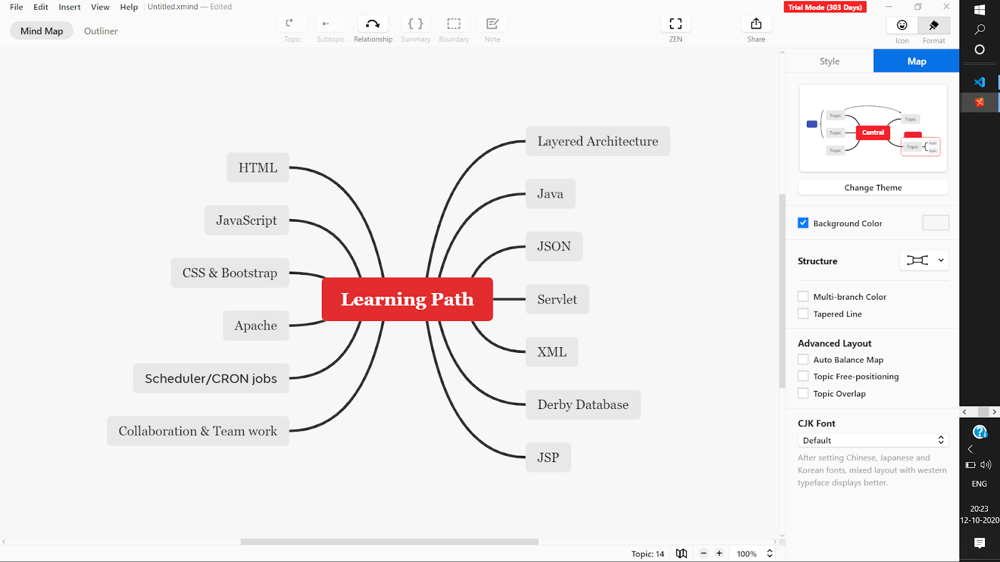 File Edit Insert View Help Untitled.xmind — Edited
Trial Mode (303 Days)
Mind Map Outliner
Topic Subtopic Relationship Summary Boundary Note ZEN Share Icon Format
Style Map
Topic
Topic
Topic
Central
Topic
Topic
topic
topic
Change Theme
Background Color
Structure
Multi-branch Color
Tapered Line
Advanced Layout
Auto Balance Map
Topic Free-positioning
Topic Overlap
CJK Font
Default
After setting Chinese, Japanese and
Korean fonts, mixed layout with western
typeface displays better.
Learning Path
HTML
JavaScript
CSS & Bootstrap
Apache
Scheduler/CRON jobs
Collaboration & Team work
Layered Architecture
Java
JSON
Servlet
XML
Derby Database
JSP
Topic: 14
100%
ENG
20:23
12-10-2020